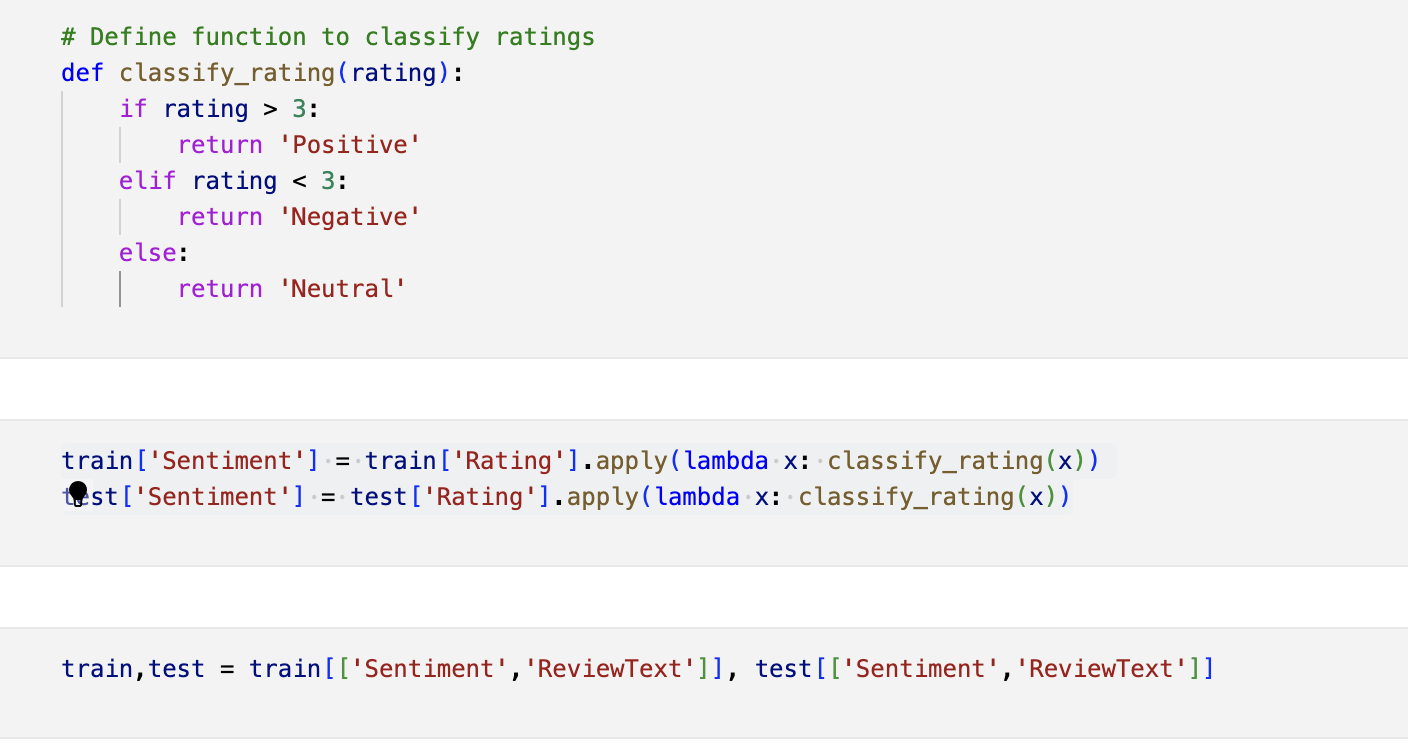 # Define function to classify ratings
def classify_rating(rating):
    if rating > 3:
        return 'Positive'
    elif rating < 3:
        return 'Negative'
    else:
        return 'Neutral'
train['Sentiment'] = train['Rating'].apply(lambda x: classify_rating(x))
test['Sentiment'] = test['Rating'].apply(lambda x: classify_rating(x))
train,test = train[['Sentiment','ReviewText']], test[['Sentiment','ReviewText']]